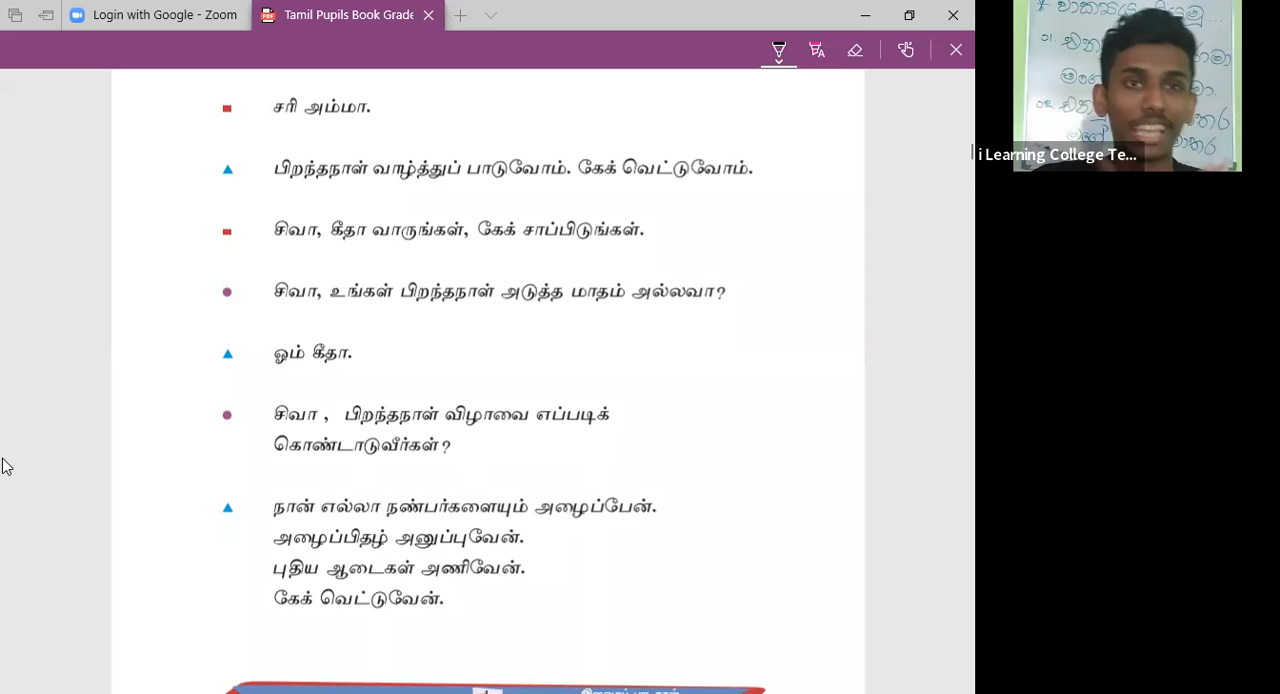 Login with Google - Zoom
Tamil Pupils Book Grade
சரி அம்மா.
பிறந்தநாள் வாழ்த்துப் பாடுவோம். கேக் வெட்டுவோம்.
சிவா, கீதா வாருங்கள், கேக் சாப்பிடுங்கள்.
சிவா, உங்கள் பிறந்தநாள் அடுத்த மாதம் அல்லவா?
ஓம் கீதா.
சிவா , பிறந்தநாள் விழாவை எப்படிக்
கொண்டாடுவீர்கள்?
நான் எல்லா நண்பர்களையும் அழைப்பேன்.
அழைப்பிதழ் அனுப்புவேன்.
புதிய ஆடைகள் அணிவேன்.
கேக் வெட்டுவேன்.
i Learning College Te...